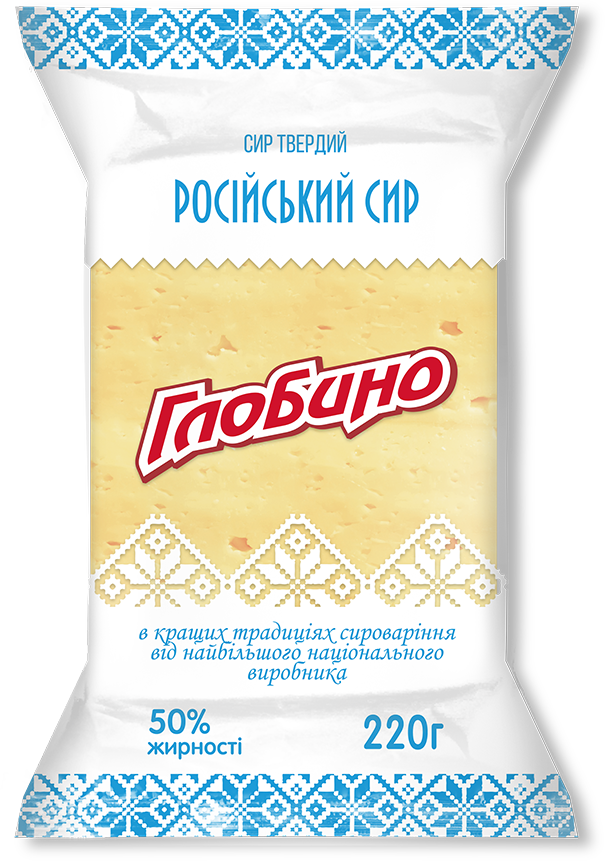 СИР ТВЕРДИЙ
РОСІЙСЬКИЙ СИР
Глобино
в кращих традиціях сироваріння
від найбільшого національного
виробника
50%
жирності
220г